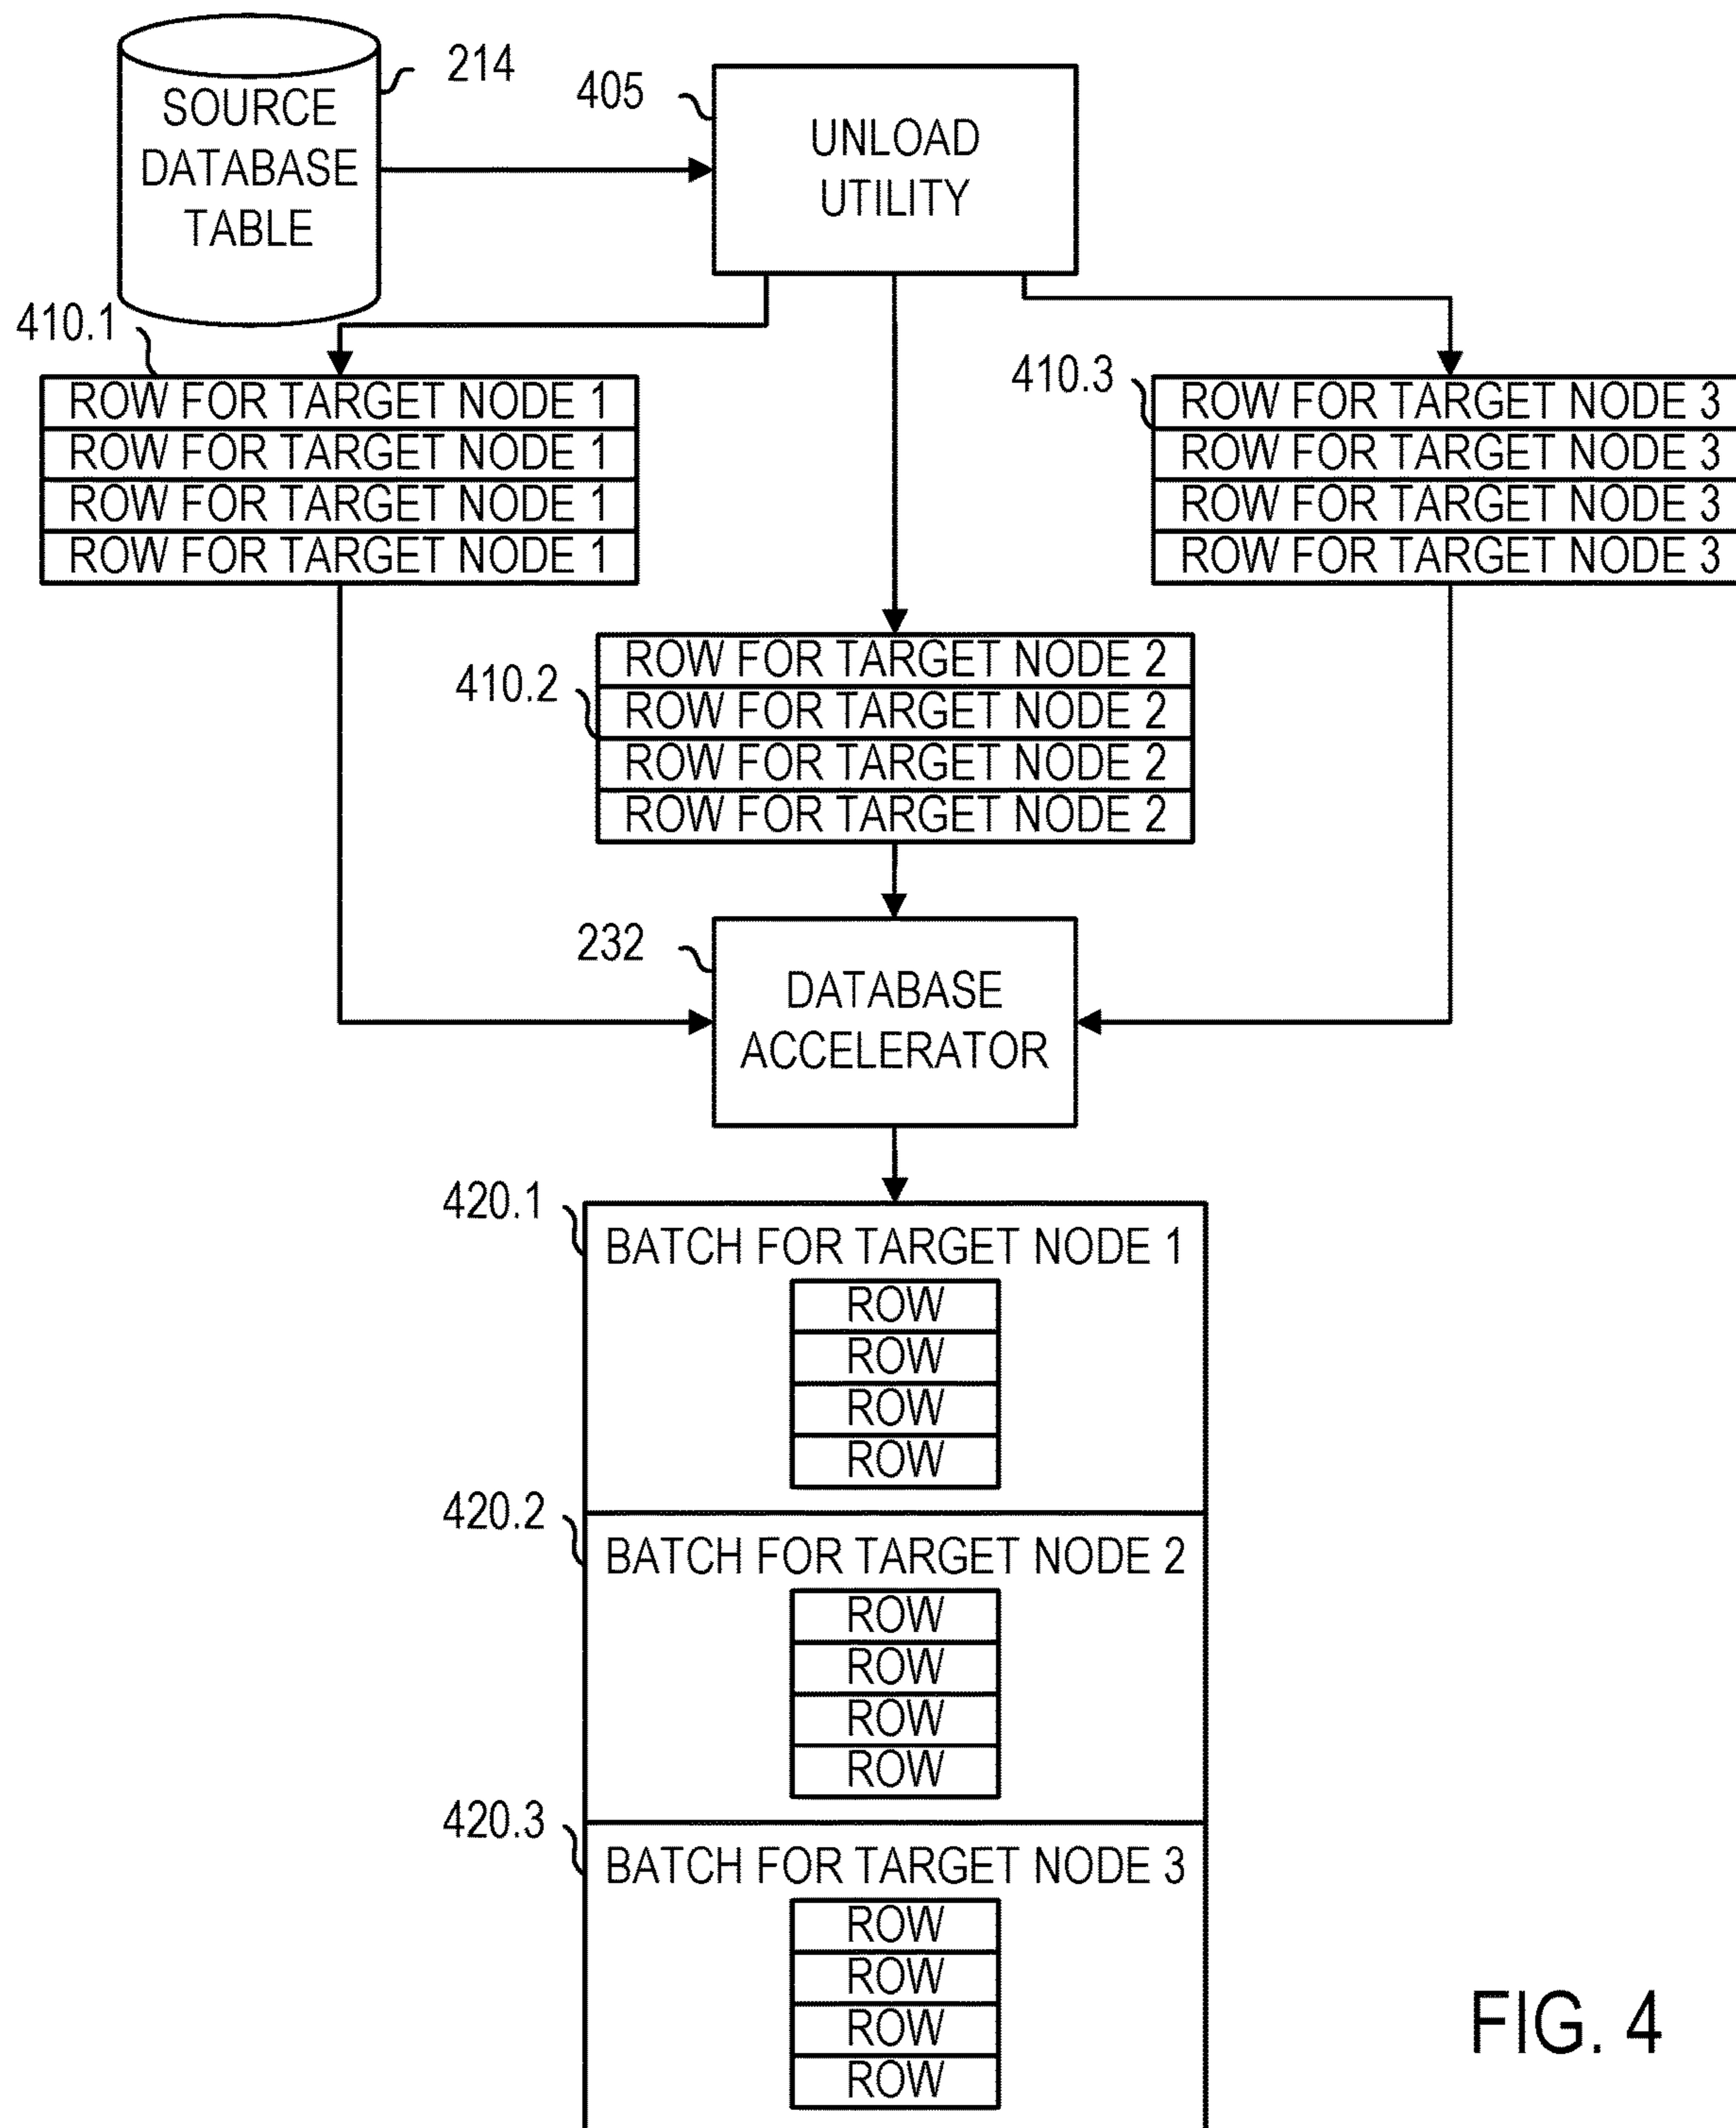 214
SOURCE
DATABASE
TABLE
405
UNLOAD
UTILITY
410.1
ROW FOR TARGET NODE 1
ROW FOR TARGET NODE 1
ROW FOR TARGET NODE 1
ROW FOR TARGET NODE 1
410.3
ROW FOR TARGET NODE 3
ROW FOR TARGET NODE 3
ROW FOR TARGET NODE 3
ROW FOR TARGET NODE 3
410.2
ROW FOR TARGET NODE 2
ROW FOR TARGET NODE 2
ROW FOR TARGET NODE 2
ROW FOR TARGET NODE 2
232
DATABASE
ACCELERATOR
420.1
BATCH FOR TARGET NODE 1
ROW
ROW
ROW
ROW
420.2
BATCH FOR TARGET NODE 2
ROW
ROW
ROW
ROW
420.3
BATCH FOR TARGET NODE 3
ROW
ROW
ROW
ROW
FIG. 4